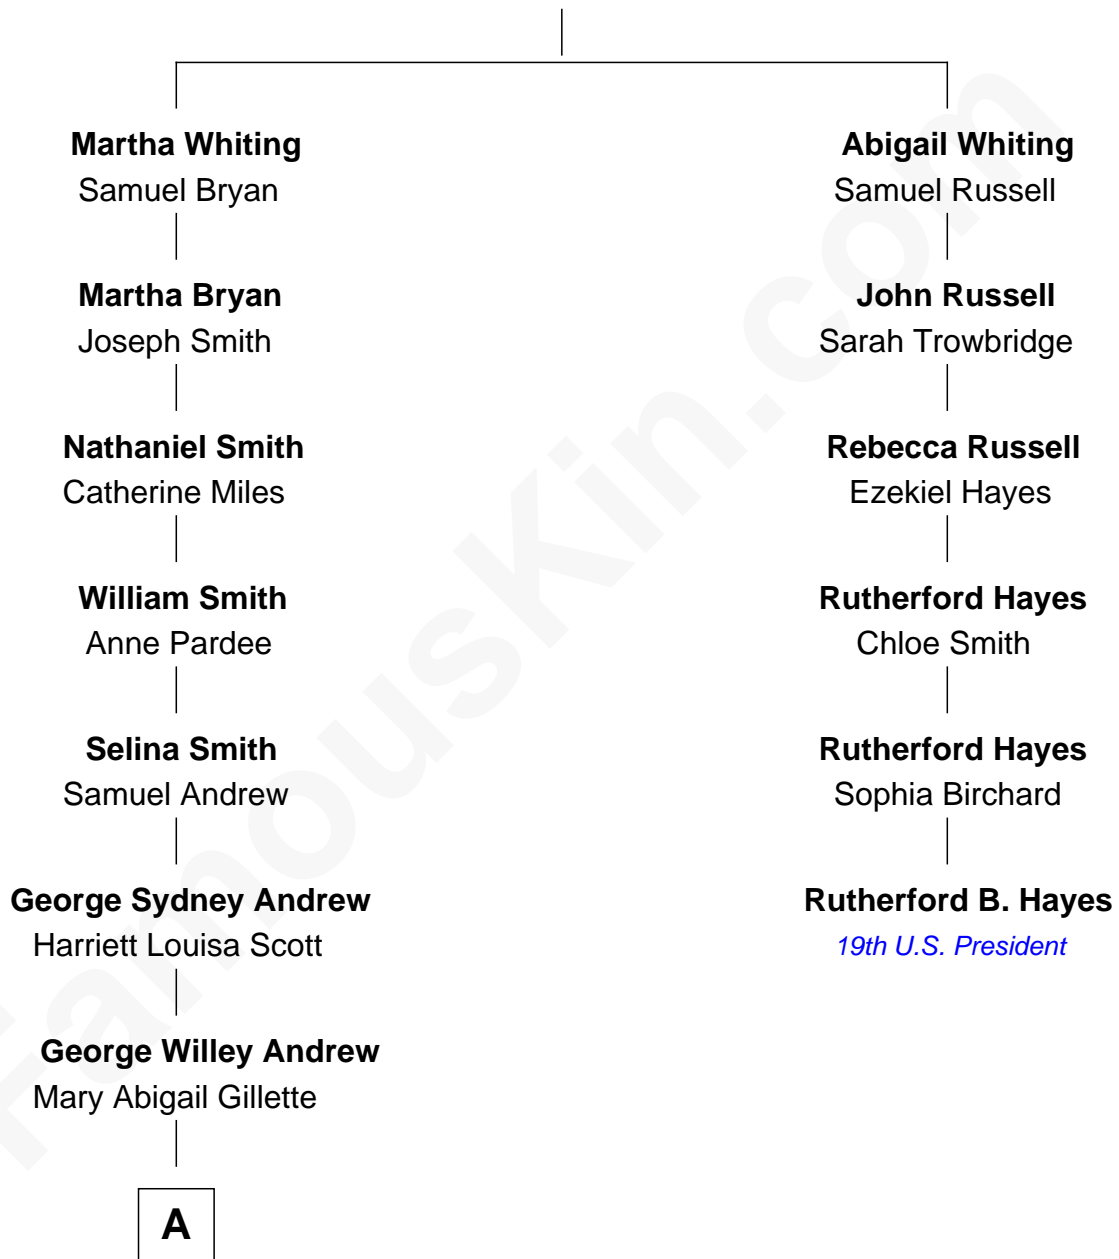 Martha Whiting
Samuel Bryan
Martha Bryan
Joseph Smith
Nathaniel Smith
Catherine Miles
William Smith
Anne Pardee
Selina Smith
Samuel Andrew
George Sydney Andrew
Harriett Louisa Scott
George Willey Andrew
Mary Abigail Gillette
A
Abigail Whiting
Samuel Russell
John Russell
Sarah Trowbridge
Rebecca Russell
Ezekiel Hayes
Rutherford Hayes
Chloe Smith
Rutherford Hayes
Sophia Birchard
Rutherford B. Hayes
19th U.S. President
FamousKin.com